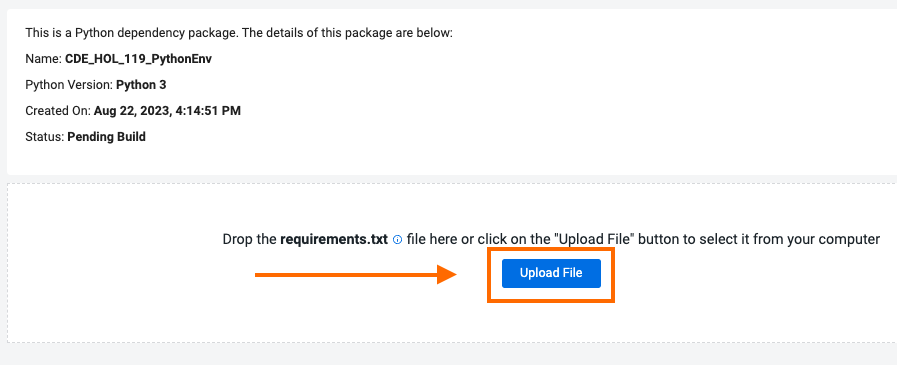 This is a Python dependency package. The details of this package are below:
Name: CDE_HOL_119_PythonEnv
Python Version: Python 3
Created On: Aug 22, 2023, 4:14:51 PM
Status: Pending Build
Drop the requirements.txt file here or click on the "Upload File" button to select it from your computer
Upload File